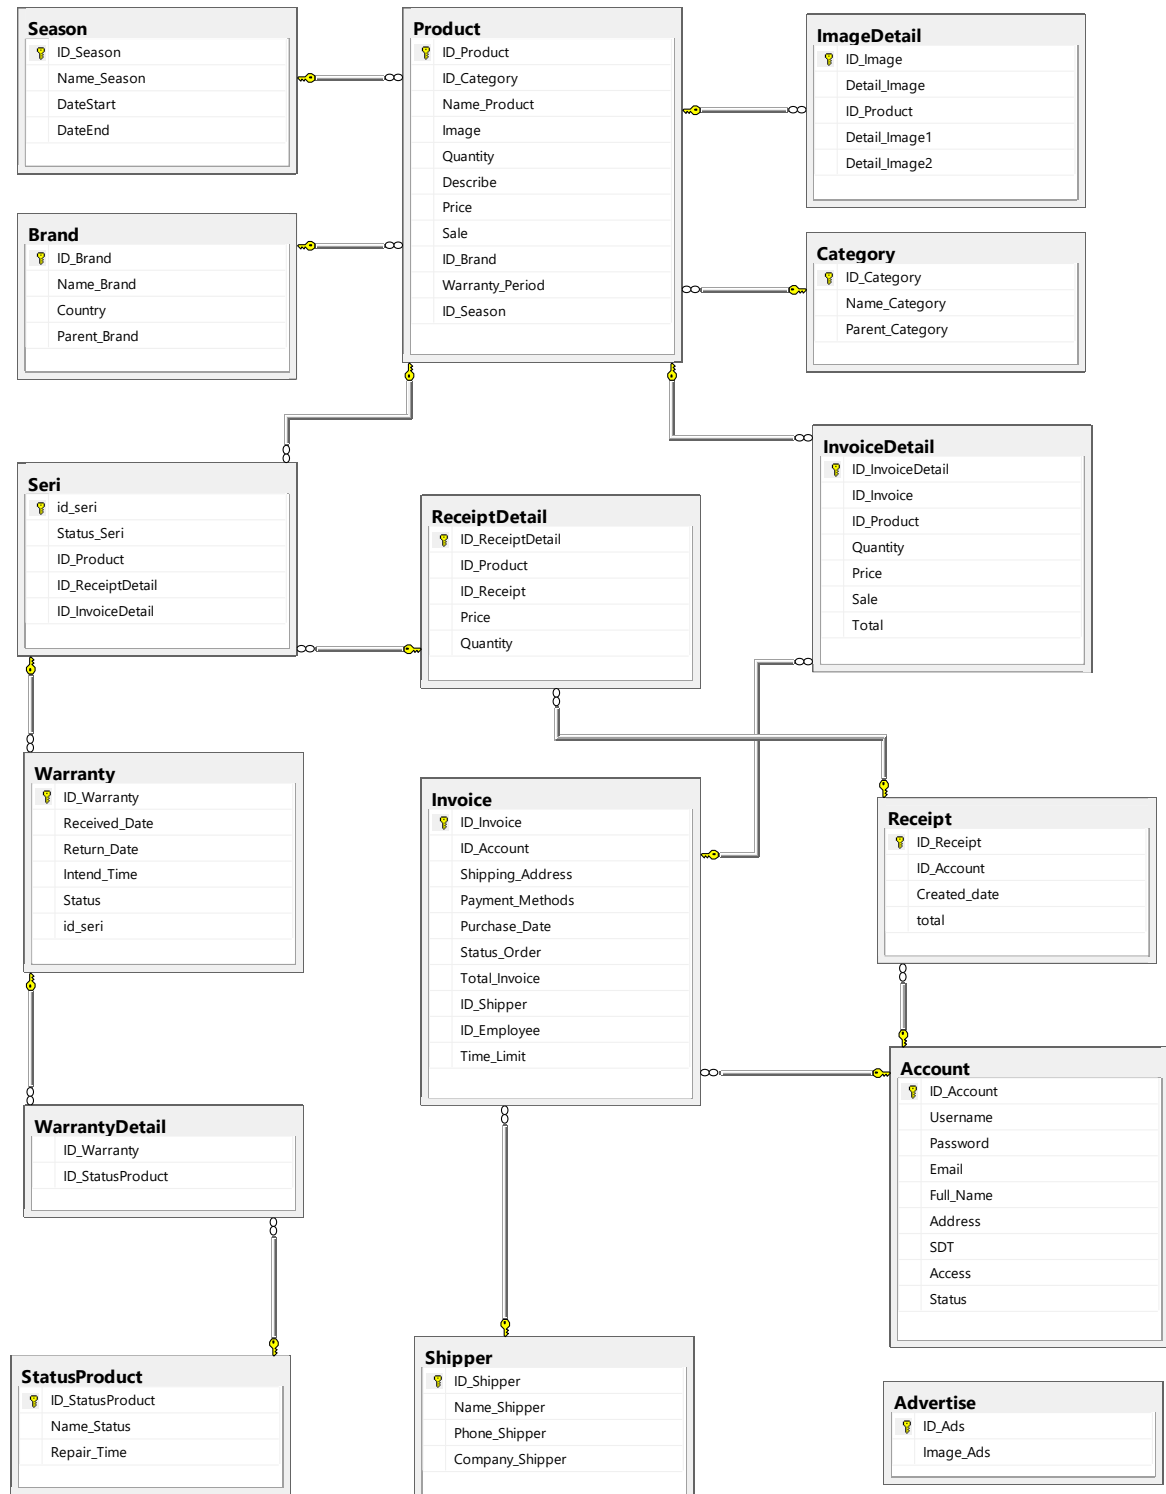 Season
ID_Season
Name_Season
DateStart
DateEnd
Product
ID_Product
ID_Category
Name_Product
Image
Quantity
Describe
Price
Sale
ID_Brand
Warranty_Period
ID_Season
ImageDetail
ID_Image
Detail_Image
ID_Product
Detail_Image1
Detail_Image2
Brand
ID_Brand
Name_Brand
Country
Parent_Brand
Category
ID_Category
Name_Category
Parent_Category
Seri
id_seri
Status_Seri
ID_Product
ID_ReceiptDetail
ID_InvoiceDetail
ReceiptDetail
ID_ReceiptDetail
ID_Product
ID_Receipt
Price
Quantity
InvoiceDetail
ID_InvoiceDetail
ID_Invoice
ID_Product
Quantity
Price
Sale
Total
Warranty
ID_Warranty
Received_Date
Return_Date
Intend_Time
Status
id_seri
Invoice
ID_Invoice
ID_Account
Shipping_Address
Payment_Methods
Purchase_Date
Status_Order
Total_Invoice
ID_Shipper
ID_Employee
Time_Limit
Receipt
ID_Receipt
ID_Account
Created_date
total
WarrantyDetail
ID_Warranty
ID_StatusProduct
Account
ID_Account
Username
Password
Email
Full_Name
Address
SDT
Access
Status
StatusProduct
ID_StatusProduct
Name_Status
Repair_Time
Shipper
ID_Shipper
Name_Shipper
Phone_Shipper
Company_Shipper
Advertise
ID_Ads
Image_Ads